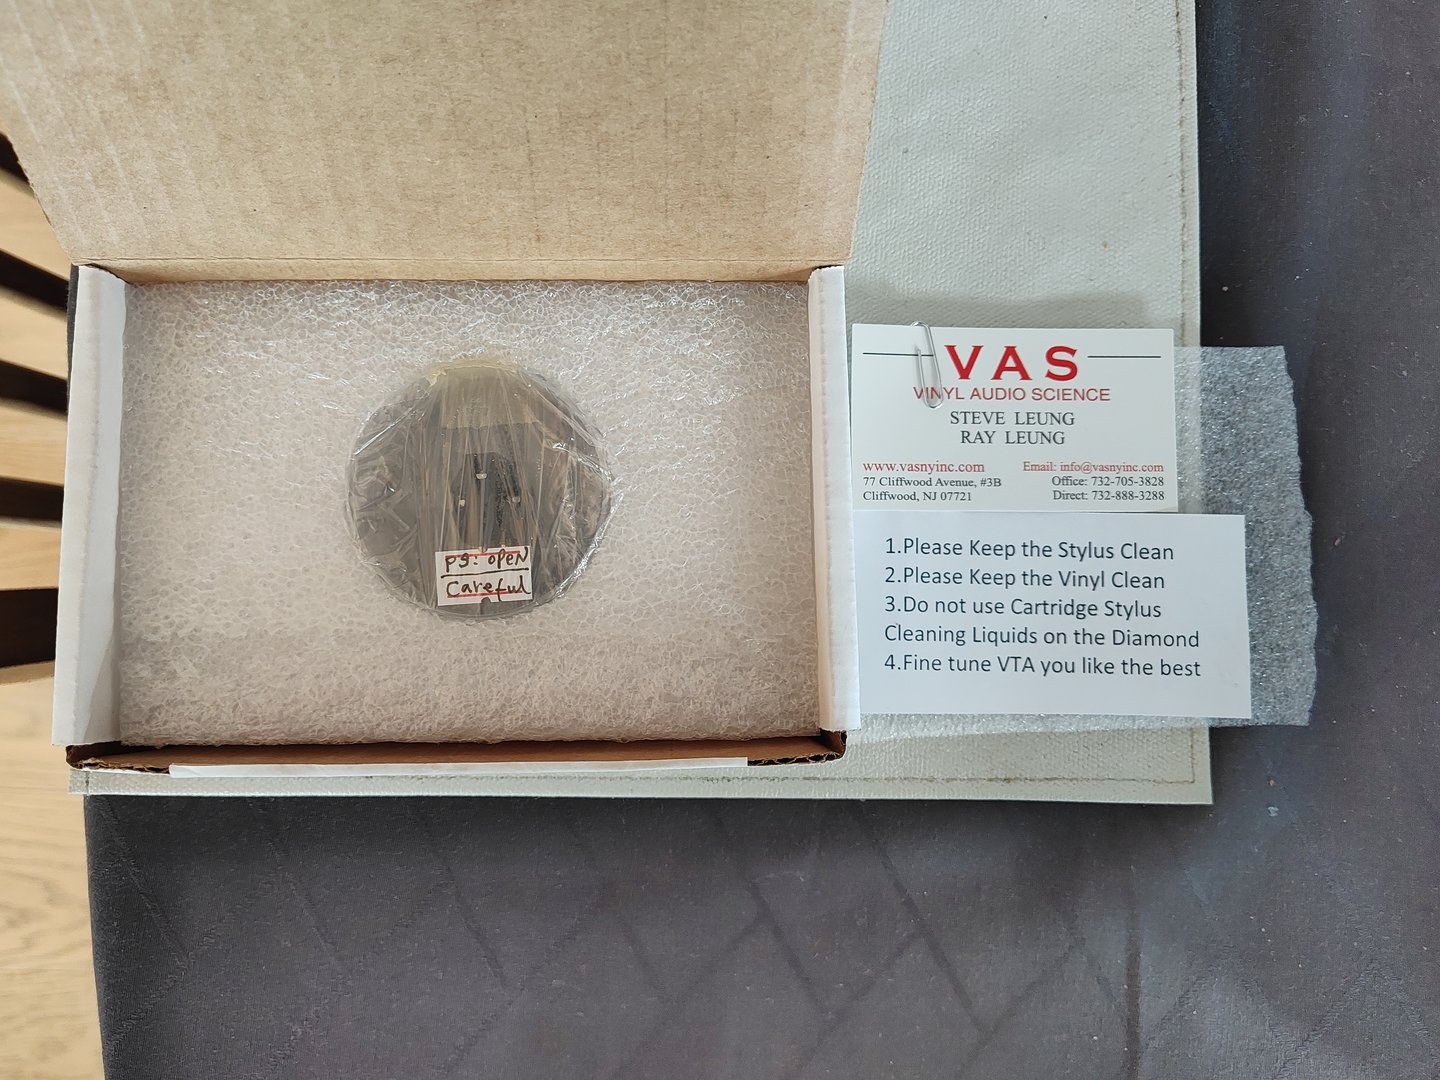 ps: open
Careful
VAS
VINYL AUDIO SCIENCE
STEVE LEUNG
RAY LEUNG
www.vasnyinc.com
77 Cliffwood Avenue, #3B
Cliffwood, NJ 07721
Email: info@vasnyinc.com
Office: 732-705-3828
Direct: 732-888-3288
1.Please Keep the Stylus Clean
2.Please Keep the Vinyl Clean
3.Do not use Cartridge Stylus
Cleaning Liquids on the Diamond
4.Fine tune VTA you like the best